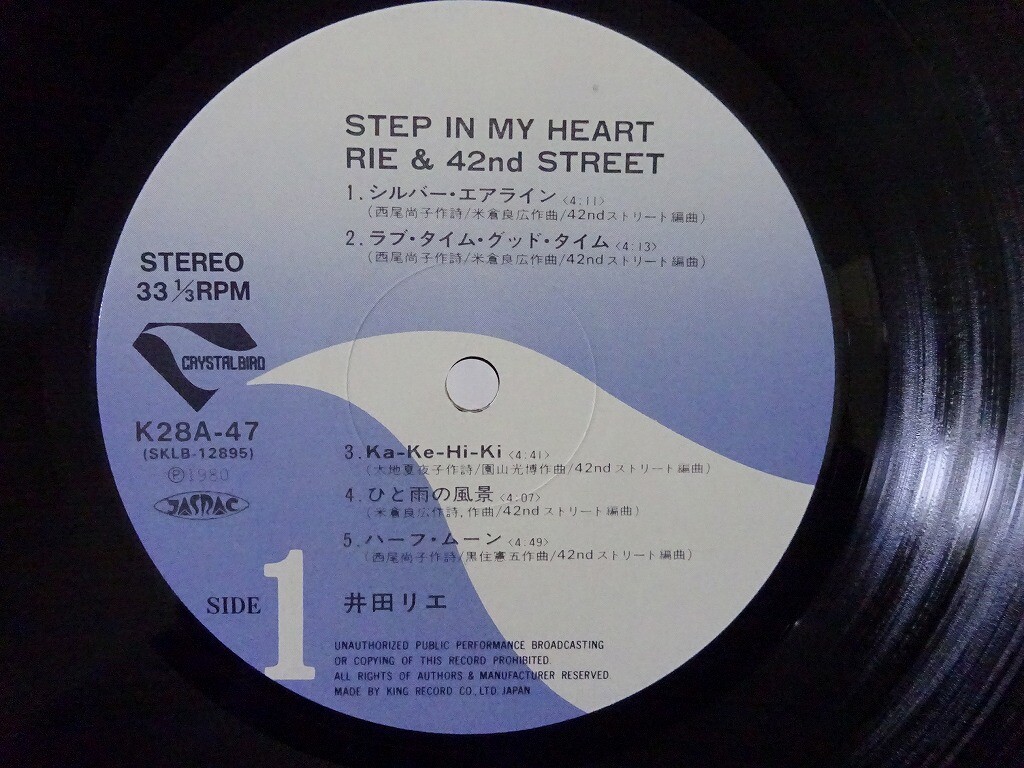 STEP IN MY HEART
RIE & 42nd STREET
1. シルバー・エアライン <4:11>
(西尾尚子作詩/米倉良広作曲/42ndストリート編曲)
2. ラブ・タイム・グッド・タイム <4:13>
(西尾尚子作詩/米倉良広作曲/42ndストリート編曲)
STEREO
33 1/3 RPM
CRYSTALBIRD
K28A-47
(SKLB-12895)
Ⓟ1980
JASRAC
3. Ka-Ke-Hi-Ki <4:41>
(大地夏夜子作詩/園山光博作曲/42ndストリート編曲)
4. ひと雨の風景 <4:07>
(米倉良広作詩, 作曲/42ndストリート編曲)
5. ハーフ・ムーン <4:49>
(西尾尚子作詩/黒住憲五作曲/42ndストリート編曲)
SIDE 1
井田リエ
UNAUTHORIZED PUBLIC PERFORMANCE BROADCASTING
OR COPYING OF THIS RECORD PROHIBITED.
ALL RIGHTS OF AUTHORS & MANUFACTURER RESERVED.
MADE BY KING RECORD CO., LTD. JAPAN